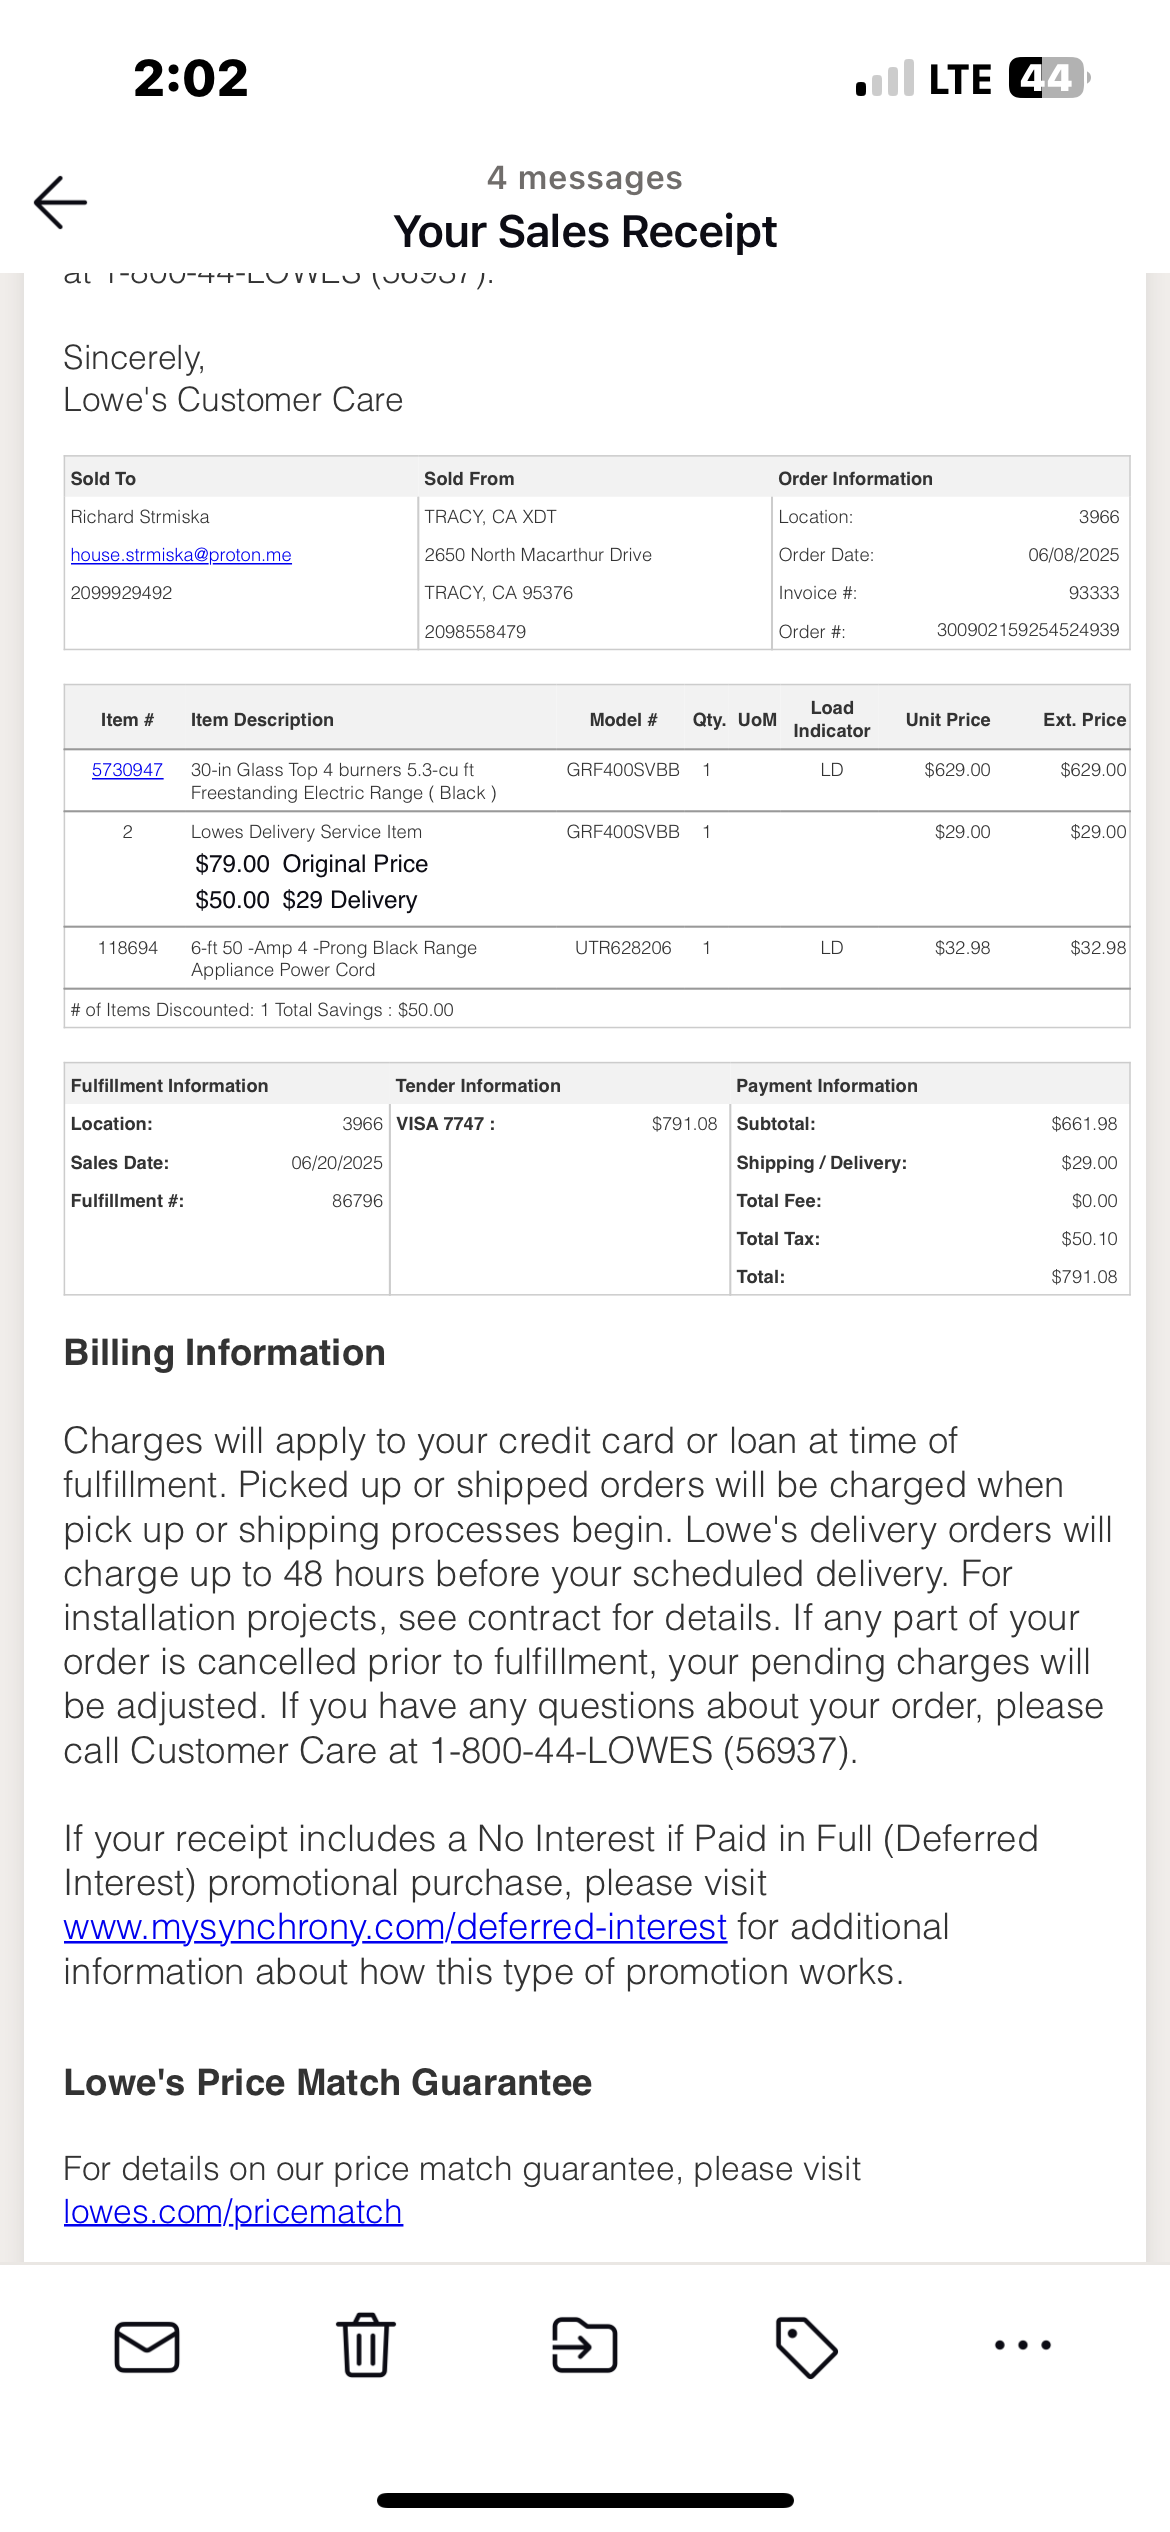 2:02 LTE 44
4 messages
Your Sales Receipt
at 1-800-44-LOWES (56937).
Sincerely,
Lowe's Customer Care
Sold To Sold From Order Information
Richard Strmiska TRACY, CA XDT Location: 3966
house.strmiska@proton.me 2650 North Macarthur Drive Order Date: 06/08/2025
2099929492 TRACY, CA 95376 Invoice #: 93333
2098558479 Order #: 300902159254524939
Item # Item Description Model # Qty. UoM Load Indicator Unit Price Ext. Price
5730947 30-in Glass Top 4 burners 5.3-cu ft GRF400SVBB 1 LD $629.00 $629.00
Freestanding Electric Range ( Black )
2 Lowes Delivery Service Item GRF400SVBB 1 $29.00 $29.00
$79.00 Original Price
$50.00 $29 Delivery
118694 6-ft 50 -Amp 4 -Prong Black Range UTR628206 1 LD $32.98 $32.98
Appliance Power Cord
# of Items Discounted: 1 Total Savings : $50.00
Fulfillment Information Tender Information Payment Information
Location: 3966 VISA 7747 : $791.08 Subtotal: $661.98
Sales Date: 06/20/2025 Shipping / Delivery: $29.00
Fulfillment #: 86796 Total Fee: $0.00
Total Tax: $50.10
Total: $791.08
Billing Information
Charges will apply to your credit card or loan at time of
fulfillment. Picked up or shipped orders will be charged when
pick up or shipping processes begin. Lowe's delivery orders will
charge up to 48 hours before your scheduled delivery. For
installation projects, see contract for details. If any part of your
order is cancelled prior to fulfillment, your pending charges will
be adjusted. If you have any questions about your order, please
call Customer Care at 1-800-44-LOWES (56937).
If your receipt includes a No Interest if Paid in Full (Deferred
Interest) promotional purchase, please visit
www.mysynchrony.com/deferred-interest for additional
information about how this type of promotion works.
Lowe's Price Match Guarantee
For details on our price match guarantee, please visit
lowes.com/pricematch